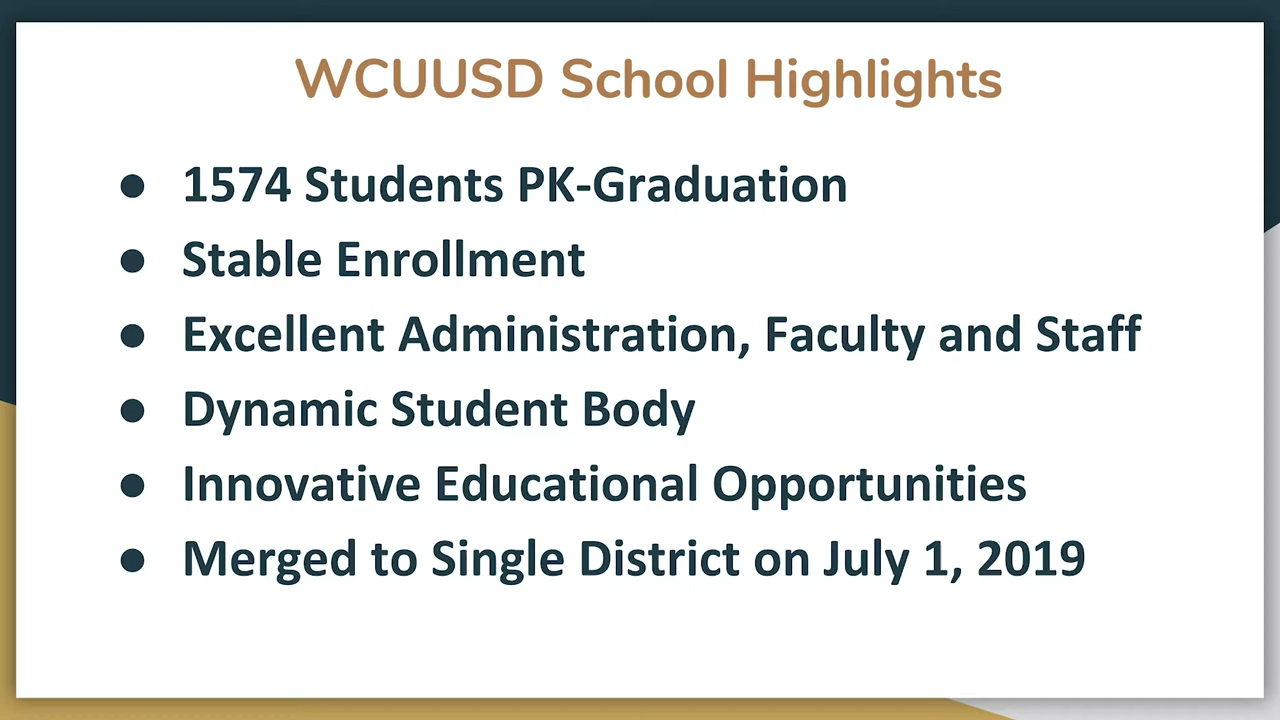 WCUUSD School Highlights
● 1574 Students PK-Graduation
● Stable Enrollment
● Excellent Administration, Faculty and Staff
● Dynamic Student Body
● Innovative Educational Opportunities
● Merged to Single District on July 1, 2019